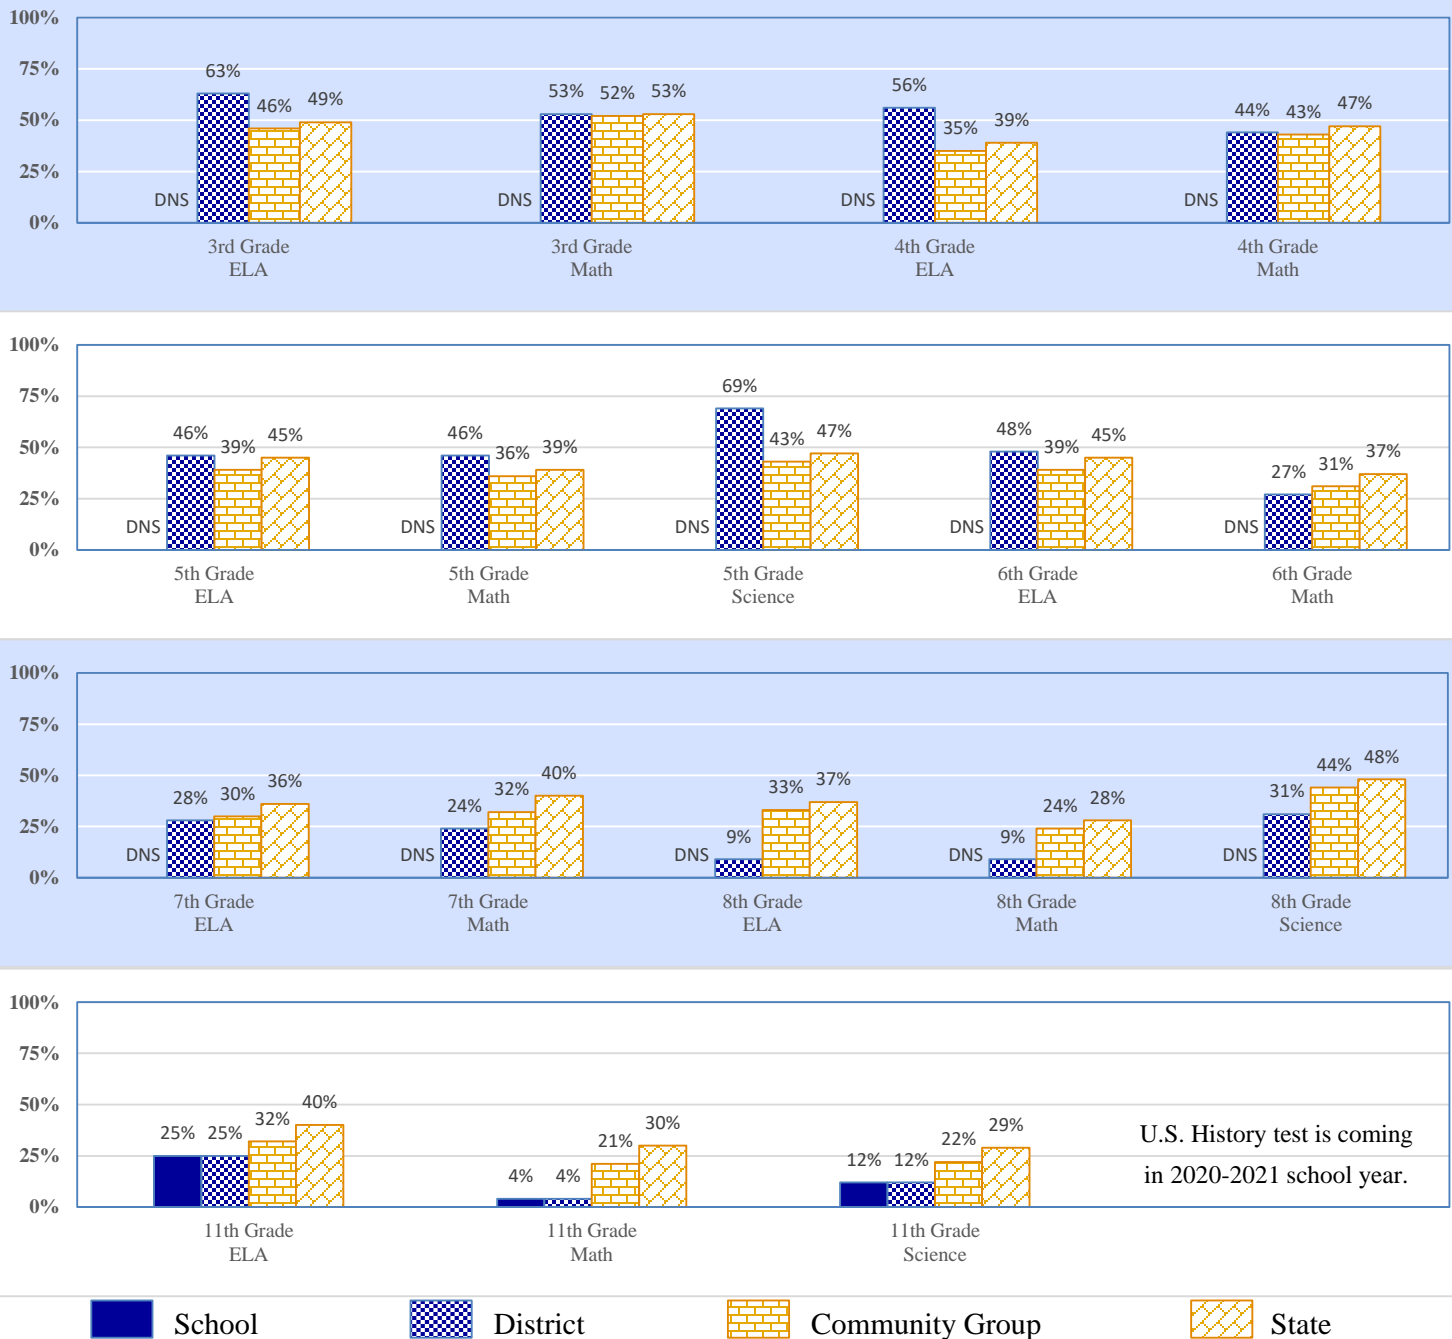 100%
75%
50%
25%
0%
DNS 63% 46% 49%
DNS 53% 52% 53%
DNS 56% 35% 39%
DNS 44% 43% 47%
3rd Grade
ELA
3rd Grade
Math
4th Grade
ELA
4th Grade
Math
100%
75%
50%
25%
0%
DNS 46% 39% 45%
DNS 46% 36% 39%
DNS 69% 43% 47%
DNS 48% 39% 45%
DNS 27% 31% 37%
5th Grade
ELA
5th Grade
Math
5th Grade
Science
6th Grade
ELA
6th Grade
Math
100%
75%
50%
25%
0%
DNS 28% 30% 36%
DNS 24% 32% 40%
DNS 9% 33% 37%
DNS 9% 24% 28%
DNS 31% 44% 48%
7th Grade
ELA
7th Grade
Math
8th Grade
ELA
8th Grade
Math
8th Grade
Science
100%
75%
50%
25%
0%
25% 25% 32% 40%
4% 4% 21% 30%
12% 12% 22% 29%
U.S. History test is coming
in 2020-2021 school year.
11th Grade
ELA
11th Grade
Math
11th Grade
Science
School District Community Group State